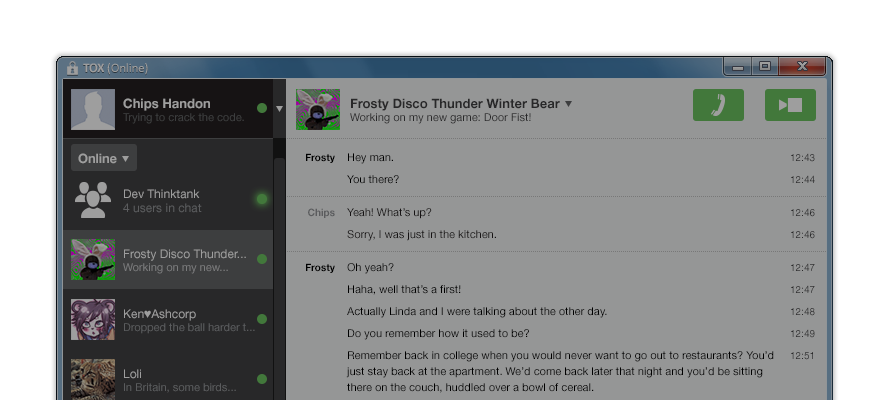 TOX (Online)
Chips Handon
Trying to crack the code.
Online
Dev Thinktank
4 users in chat
Frosty Disco Thunder...
Working on my new...
Ken♥Ashcorp
Dropped the ball harder t...
Loli
In Britain, some birds...
Frosty Disco Thunder Winter Bear
Working on my new game: Door Fist!
Frosty Hey man. 12:43
You there? 12:44
Chips Yeah! What's up? 12:46
Sorry, I was just in the kitchen. 12:46
Frosty Oh yeah? 12:47
Haha, well that's a first! 12:47
Actually Linda and I were talking about the other day. 12:48
Do you remember how it used to be? 12:49
Remember back in college when you would never want to go out to restaurants? You'd 12:51
just stay back at the apartment. We'd come back later that night and you'd be sitting
there on the couch, huddled over a bowl of cereal.